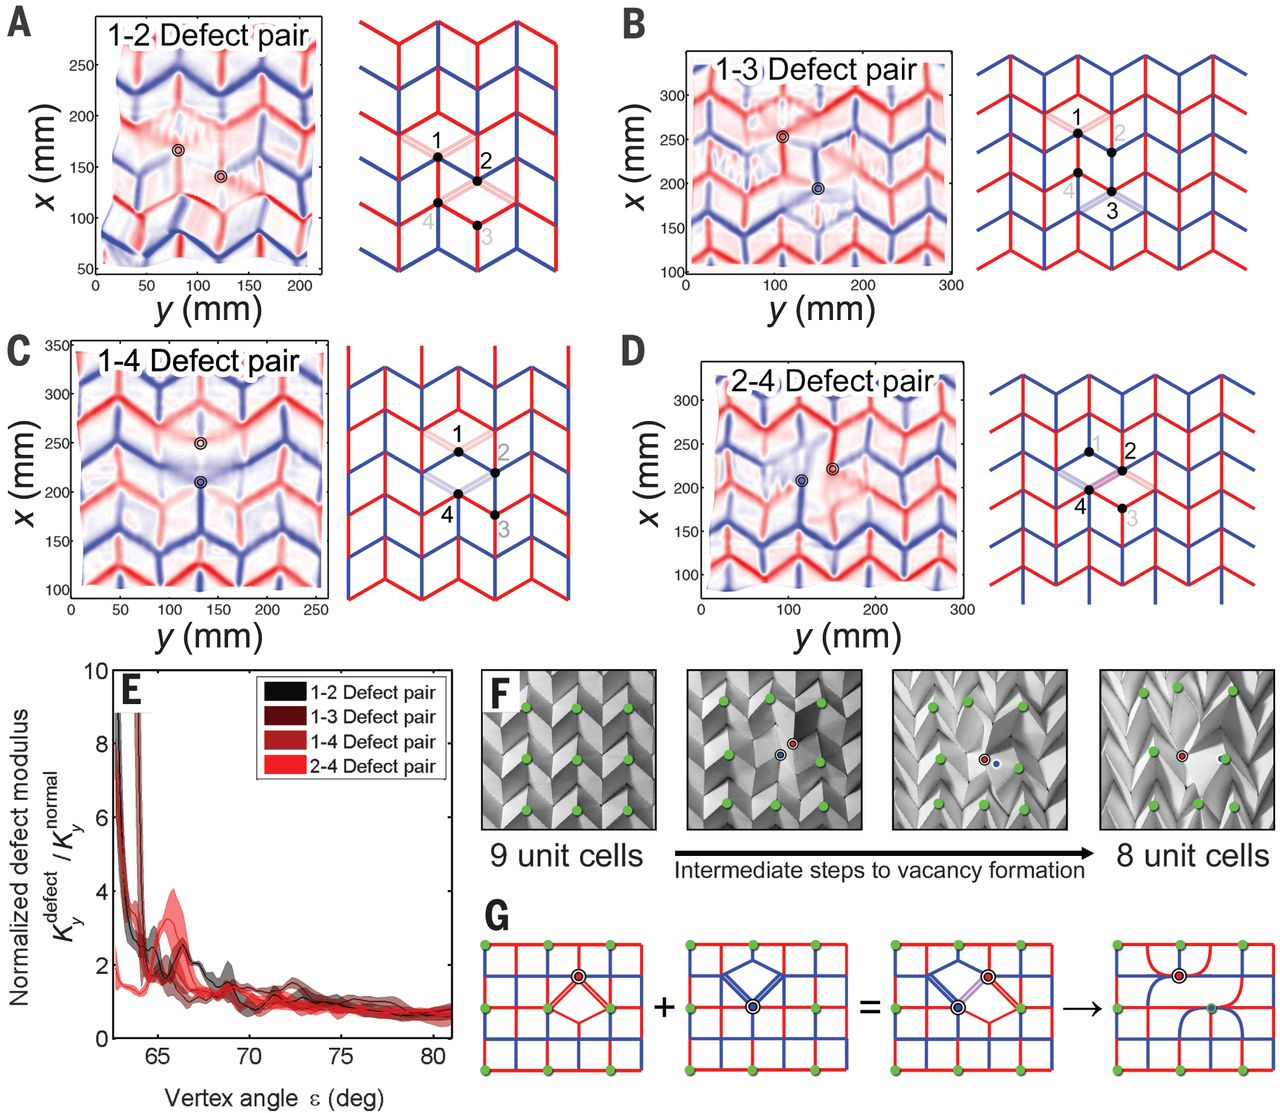 A
1-2 Defect pair
250
200
150
100
50
0
50
100
150
200
x (mm)
y (mm)
1
2
4
3
B
1-3 Defect pair
300
250
200
150
100
0
100
200
300
x (mm)
y (mm)
1
2
4
3
C
1-4 Defect pair
350
300
250
200
150
100
0
50
100
150
200
250
x (mm)
y (mm)
1
2
4
3
D
2-4 Defect pair
300
250
200
150
100
0
100
200
300
x (mm)
y (mm)
1
2
4
3
E
10
8
6
4
2
0
65
70
75
80
Normalized defect modulus
K_y^defect / K_y^normal
Vertex angle ε (deg)
1-2 Defect pair
1-3 Defect pair
1-4 Defect pair
2-4 Defect pair
F
9 unit cells
Intermediate steps to vacancy formation
8 unit cells
G
+
=
→